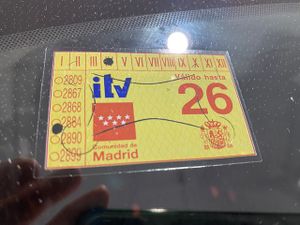 I II III V VI VII VIII IX X XI XII
2809
2867
2868
2884
2890
2899
itv
Válido hasta
26
Comunidad de
Madrid